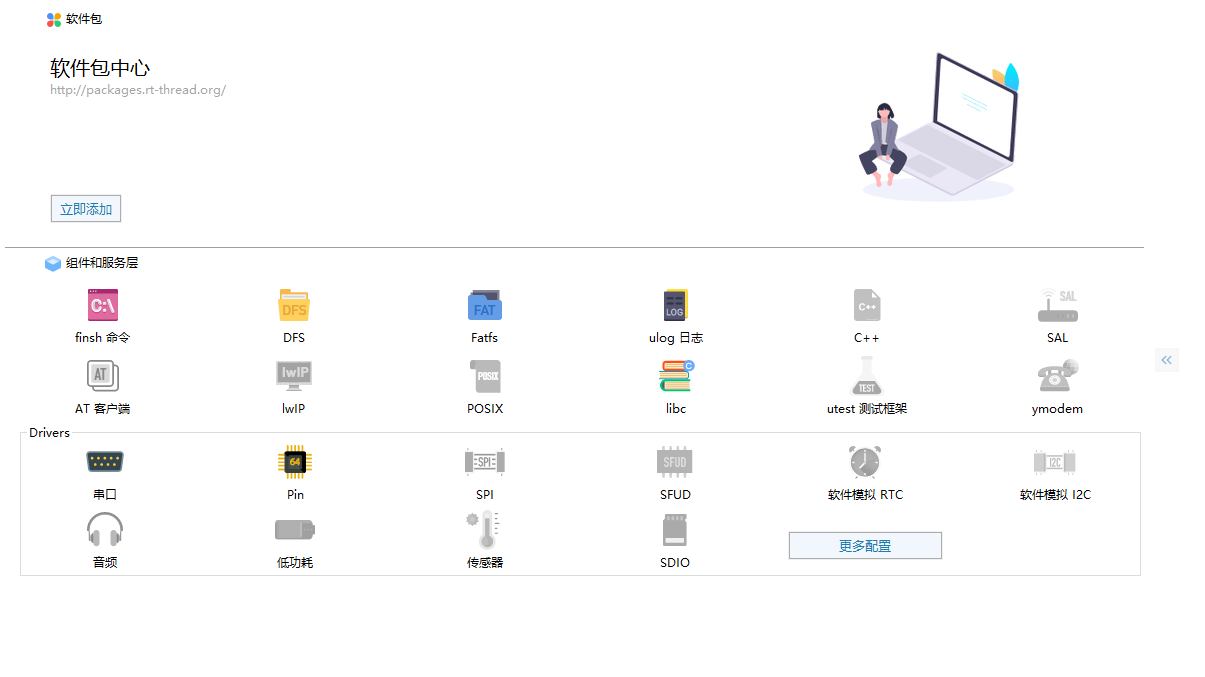 软件包
软件包中心
http://packages.rt-thread.org/
立即添加
组件和服务层
C:\ DFS FAT LOG C++ SAL
finsh 命令 DFS Fatfs ulog 日志 C++ SAL
AT lwIP POSIX C TEST
AT 客户端 lwIP POSIX libc utest 测试框架 ymodem
Drivers
64 SPI SFUD I2C
串口 Pin SPI SFUD 软件模拟 RTC 软件模拟 I2C
音频 低功耗 传感器 SDIO 更多配置